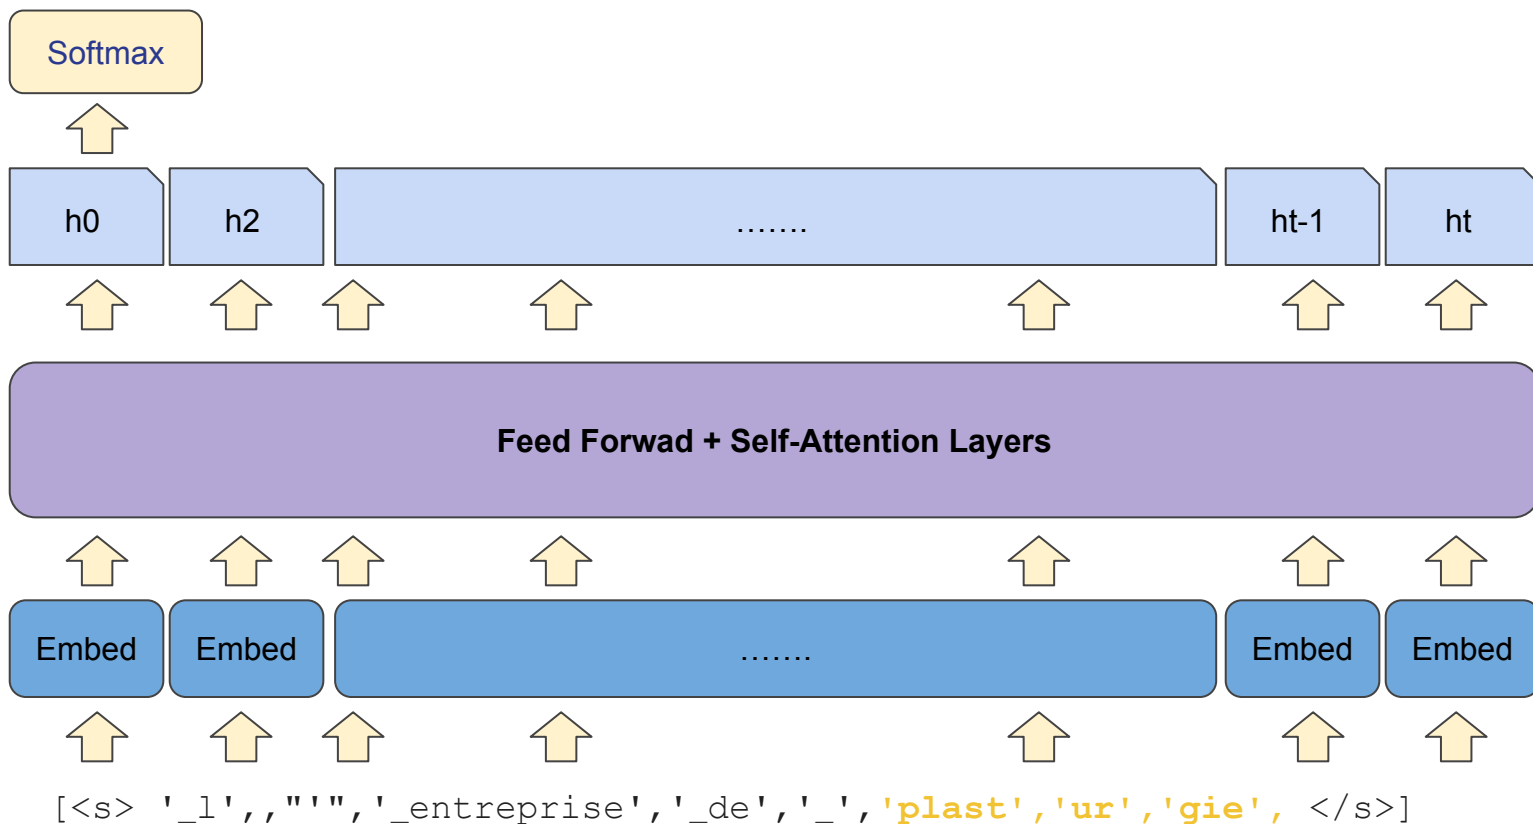 Softmax
h0 h2 ....... ht-1 ht
Feed Forwad + Self-Attention Layers
Embed Embed ....... Embed Embed
[<s> '_l',,"'",'_entreprise','_de','_','plast','ur','gie', </s>]